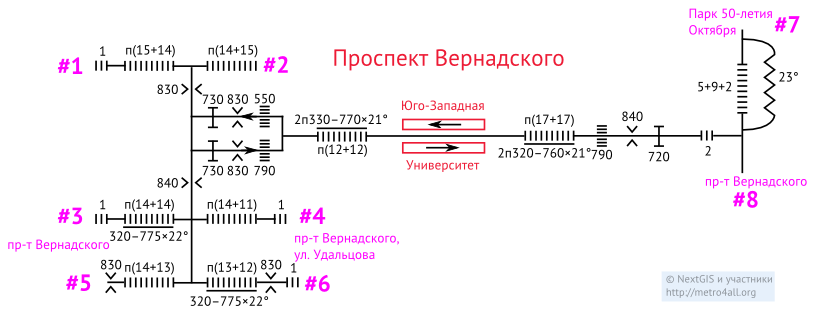 Парк 50-летия
Октября
#7
5+9+2
23°
Проспект Вернадского
#1
1
п(15+14)
п(14+15)
#2
830
730
830
550
2п330–770×21°
п(12+12)
Юго-Западная
Университет
п(17+17)
2п320–760×21°
790
840
720
2
пр-т Вернадского
#8
730
830
790
840
#3
1
п(14+14)
320–775×22°
пр-т Вернадского
п(14+11)
1
#4
пр-т Вернадского,
ул. Удальцова
#5
830
п(14+13)
п(13+12)
320–775×22°
830
1
#6
© NextGIS и участники
http://metro4all.org